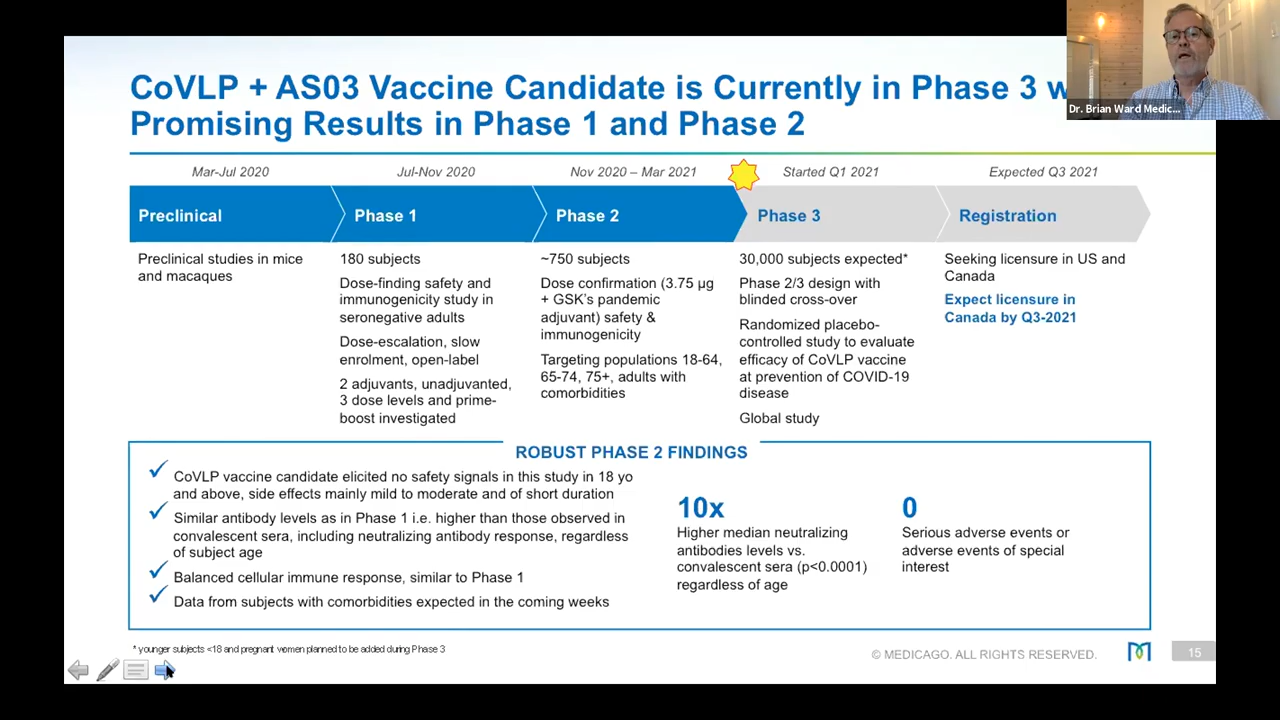 CoVLP + AS03 Vaccine Candidate is Currently in Phase 3 w
Promising Results in Phase 1 and Phase 2
Dr. Brian Ward Medic...
Mar-Jul 2020
Jul-Nov 2020
Nov 2020 – Mar 2021
Started Q1 2021
Expected Q3 2021
Preclinical
Phase 1
Phase 2
Phase 3
Registration
Preclinical studies in mice
and macaques
180 subjects
Dose-finding safety and
immunogenicity study in
seronegative adults
Dose-escalation, slow
enrolment, open-label
2 adjuvants, unadjuvanted,
3 dose levels and prime-
boost investigated
~750 subjects
Dose confirmation (3.75 µg
+ GSK's pandemic
adjuvant) safety &
immunogenicity
Targeting populations 18-64,
65-74, 75+, adults with
comorbidities
30,000 subjects expected*
Phase 2/3 design with
blinded cross-over
Randomized placebo-
controlled study to evaluate
efficacy of CoVLP vaccine
at prevention of COVID-19
disease
Global study
Seeking licensure in US and
Canada
Expect licensure in
Canada by Q3-2021
ROBUST PHASE 2 FINDINGS
CoVLP vaccine candidate elicited no safety signals in this study in 18 yo
and above, side effects mainly mild to moderate and of short duration
Similar antibody levels as in Phase 1 i.e. higher than those observed in
convalescent sera, including neutralizing antibody response, regardless
of subject age
Balanced cellular immune response, similar to Phase 1
Data from subjects with comorbidities expected in the coming weeks
10x
Higher median neutralizing
antibodies levels vs.
convalescent sera (p<0.0001)
regardless of age
0
Serious adverse events or
adverse events of special
interest
* younger subjects <18 and pregnant women planned to be added during Phase 3
© MEDICAGO. ALL RIGHTS RESERVED.
15